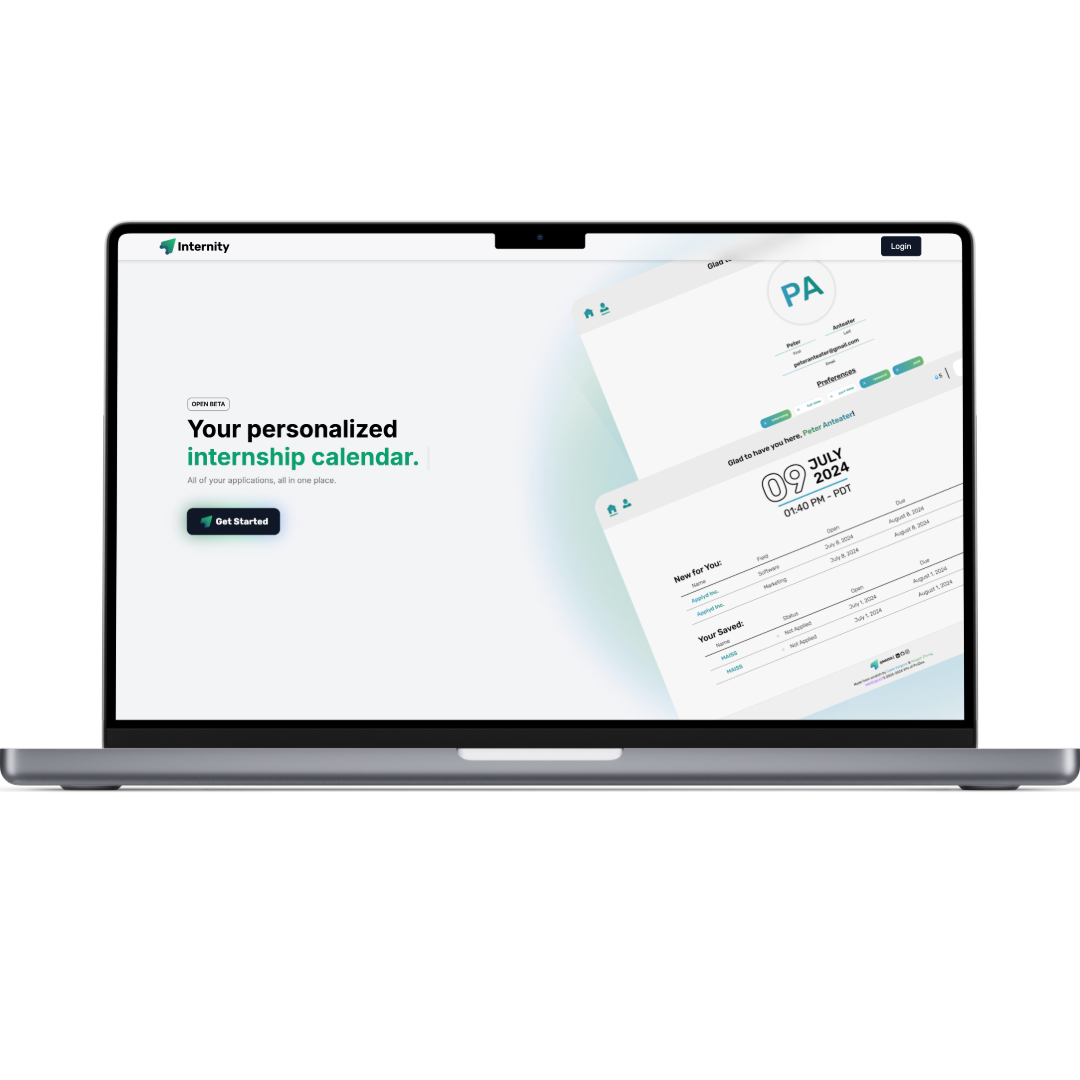 Internity
Login
OPEN BETA
Your personalized
internship calendar.
All of your applications, all in one place.
Get Started
Glad to
PA
Peter
First
Anteater
Last
peteranteater@gmail.com
Email
Preferences
Glad to have you here, Peter Anteater!
09 JULY
2024
01:40 PM - PDT
New for You:
Name Field Open Due
Applyd Inc. Software July 8, 2024 August 8, 2024
Applyd Inc. Marketing July 8, 2024 August 8, 2024
Your Saved:
Name Status Open Due
MAISS Not Applied July 1, 2024 August 1, 2024
MAISS Not Applied July 1, 2024 August 1, 2024